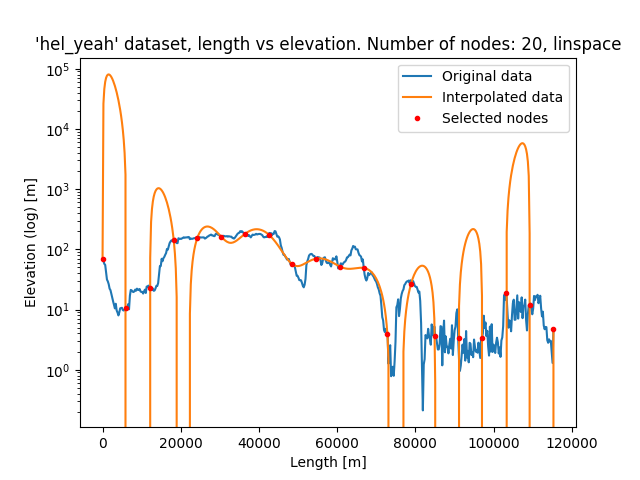 'hel_yeah' dataset, length vs elevation. Number of nodes: 20, linspace
Original data
Interpolated data
Selected nodes
Elevation (log) [m]
10⁵
10⁴
10³
10²
10¹
10⁰
0 20000 40000 60000 80000 100000 120000
Length [m]